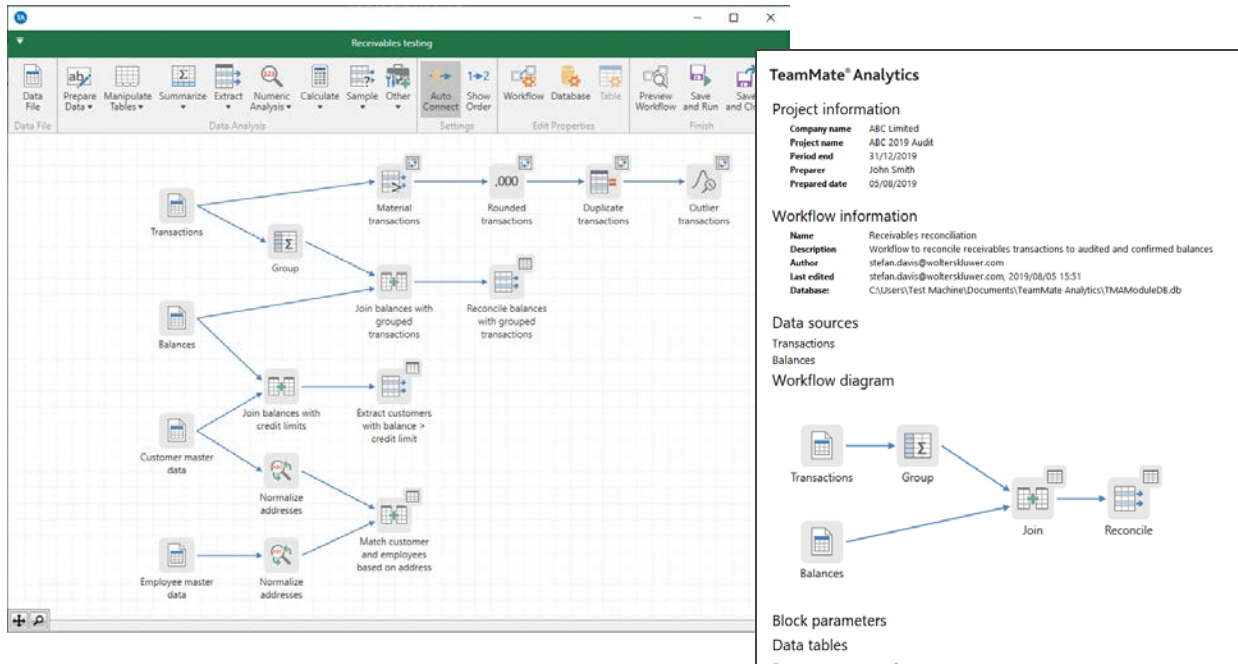 TA
Receivables testing
Data File
Prepare Data
Manipulate Tables
Summarize
Extract
Numeric Analysis
Calculate
Sample
Other
Auto Connect
Show Order
Workflow
Database
Table
Preview Workflow
Save and Run
Save and Cl
Data File
Data Analysis
Settings
Edit Properties
Finish
Transactions
Group
Material
transactions
,000
Rounded
transactions
Duplicate
transactions
Outlier
transactions
Balances
Join balances with
grouped
transactions
Reconcile balances
with grouped
transactions
Join balances with
credit limits
Extract customers
with balance >
credit limit
Customer master
data
Normalize
addresses
Match customer
and employees
based on address
Employee master
data
Normalize
addresses
TeamMate® Analytics
Project information
Company name ABC Limited
Project name ABC 2019 Audit
Period end 31/12/2019
Preparer John Smith
Prepared date 05/08/2019
Workflow information
Name Receivables reconciliation
Description Workflow to reconcile receivables transactions to audited and confirmed balances
Author stefan.davis@wolterskluwer.com
Last edited stefan.davis@wolterskluwer.com, 2019/08/05 15:51
Database: C:\Users\Test Machine\Documents\TeamMate Analytics\TMAModuleDB.db
Data sources
Transactions
Balances
Workflow diagram
Transactions
Group
Join
Reconcile
Balances
Block parameters
Data tables